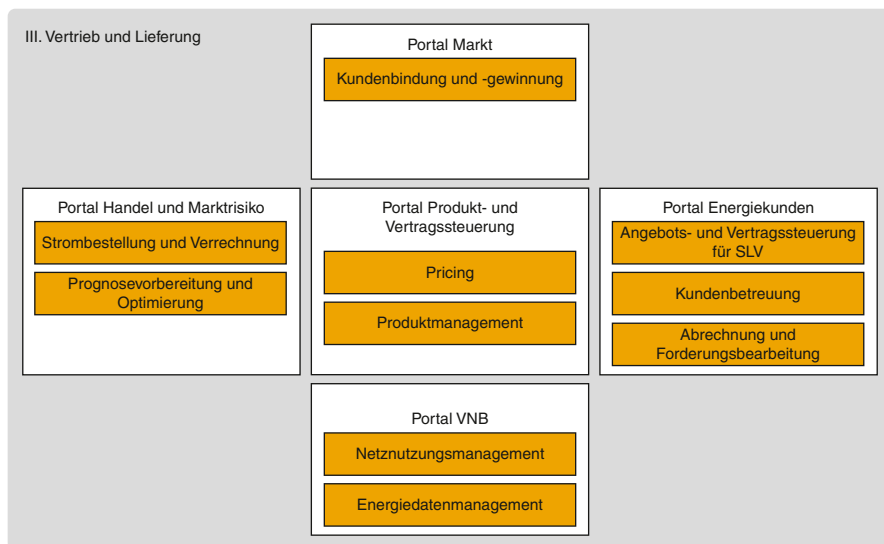 III. Vertrieb und Lieferung
Portal Markt
Kundenbindung und -gewinnung
Portal Handel und Marktrisiko
Strombestellung und Verrechnung
Prognosevorbereitung und
Optimierung
Portal Produkt- und
Vertragssteuerung
Pricing
Produktmanagement
Portal Energiekunden
Angebots- und Vertragssteuerung
für SLV
Kundenbetreuung
Abrechnung und
Forderungsbearbeitung
Portal VNB
Netznutzungsmanagement
Energiedatenmanagement